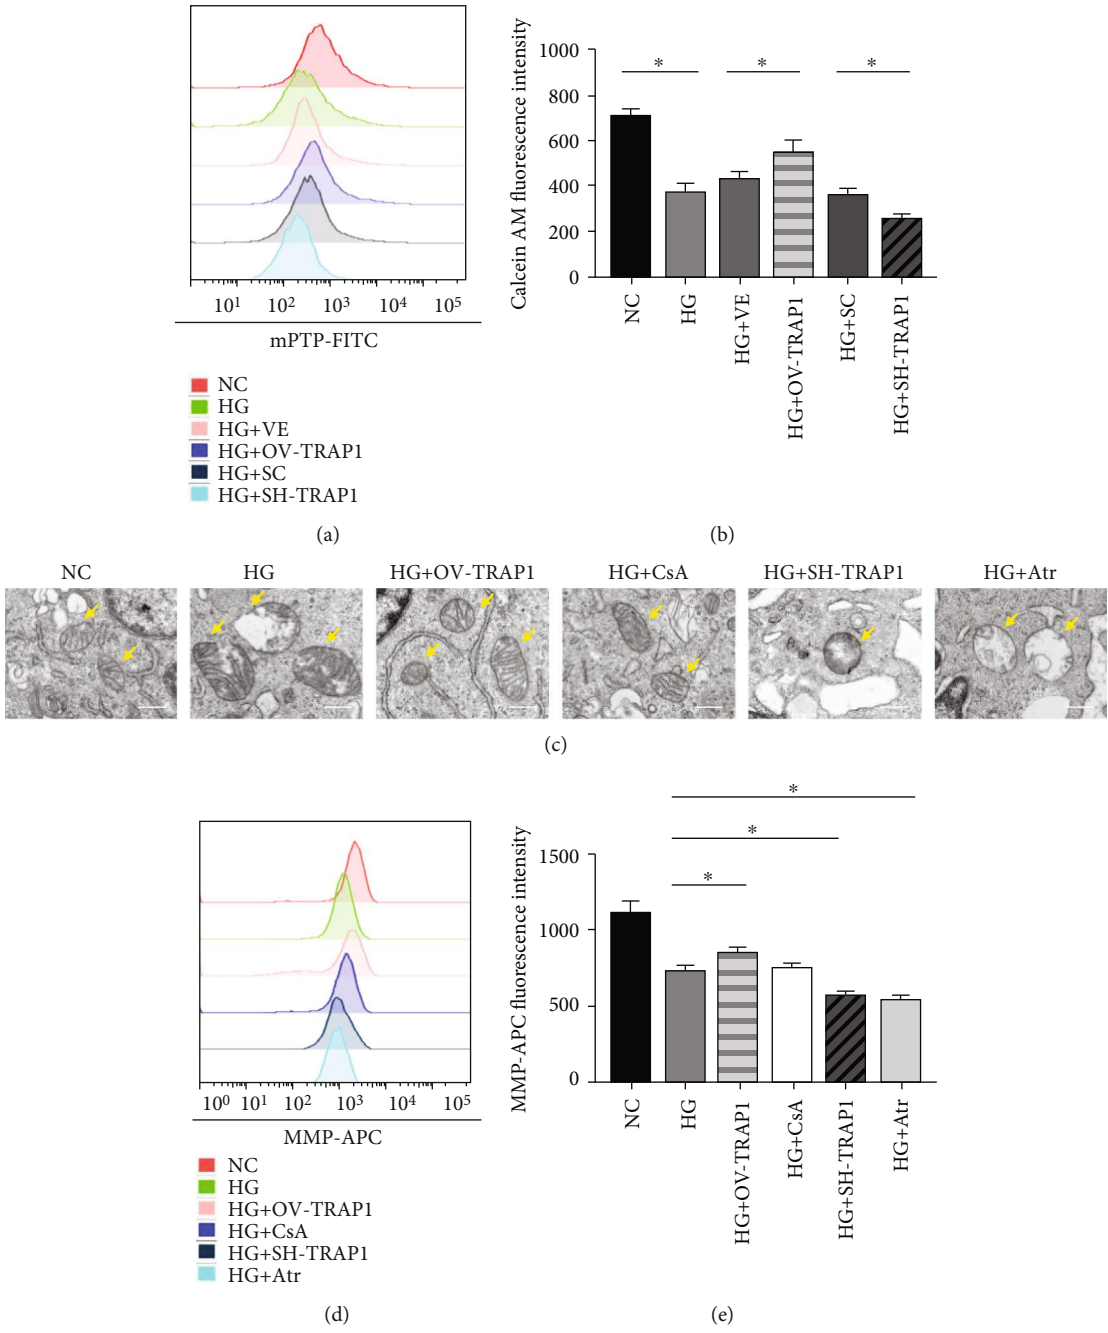 mPTP-FITC
10¹ 10² 10³ 10⁴ 10⁵
NC
HG
HG+VE
HG+OV-TRAP1
HG+SC
HG+SH-TRAP1
(a)
Calcein AM fluorescence intensity
1000
800
600
400
200
0
* * *
NC
HG
HG+VE
HG+OV-TRAP1
HG+SC
HG+SH-TRAP1
(b)
NC HG HG+OV-TRAP1 HG+CsA HG+SH-TRAP1 HG+Atr
(c)
10⁰ 10¹ 10² 10³ 10⁴ 10⁵
MMP-APC
NC
HG
HG+OV-TRAP1
HG+CsA
HG+SH-TRAP1
HG+Atr
(d)
MMP-APC fluorescence intensity
*
*
*
1500
1000
500
0
NC
HG
HG+OV-TRAP1
HG+CsA
HG+SH-TRAP1
HG+Atr
(e)